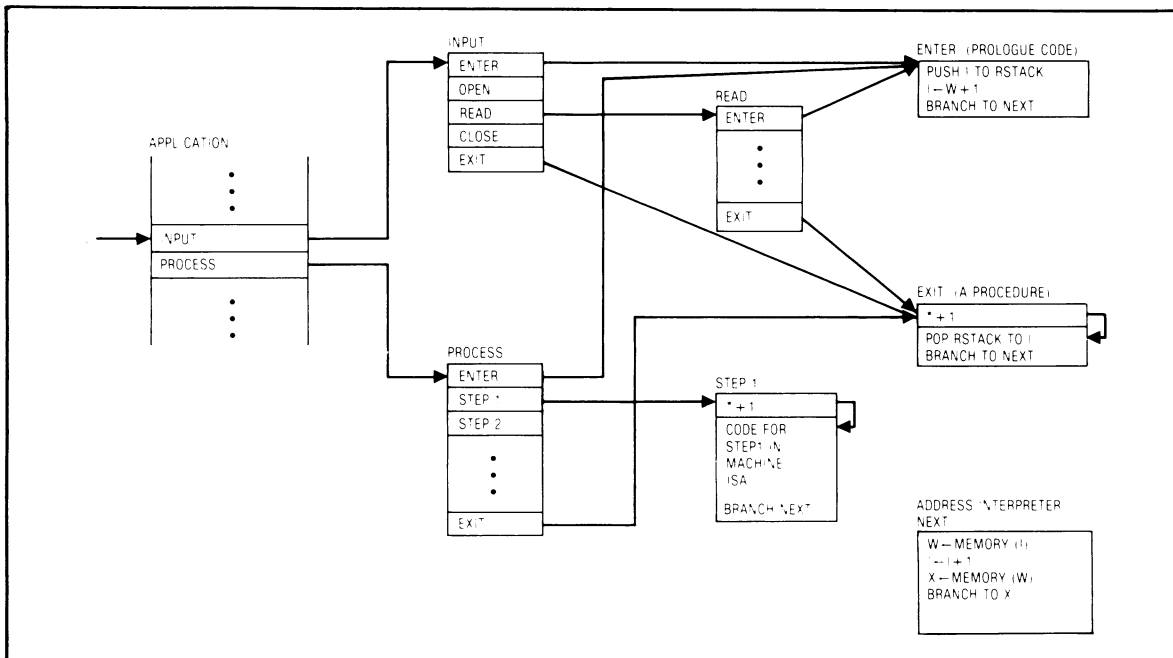 INPUT
ENTER
OPEN
READ
CLOSE
EXIT
APPLICATION
INPUT
PROCESS
READ
ENTER
EXIT
ENTER (PROLOGUE CODE)
PUSH I TO RSTACK
I←W+1
BRANCH TO NEXT
EXIT (A PROCEDURE)
*+1
POP RSTACK TO I
BRANCH TO NEXT
PROCESS
ENTER
STEP 1
STEP 2
EXIT
STEP 1
*+1
CODE FOR
STEP1 IN
MACHINE
ISA
BRANCH NEXT
ADDRESS INTERPRETER
NEXT
W←MEMORY (I)
I←I+1
X←MEMORY (W)
BRANCH TO X